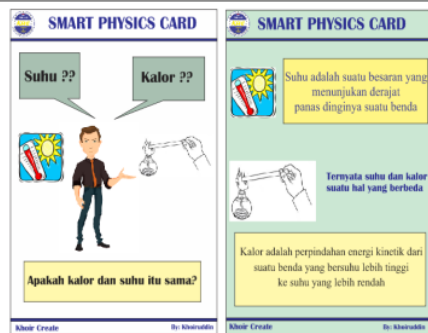 SMART PHYSICS CARD
Suhu ??
Kalor ??
Apakah kalor dan suhu itu sama?
Khoir Create
By: Khoiruddin
SMART PHYSICS CARD
Suhu adalah suatu besaran yang
menunjukan derajat
panas dinginya suatu benda
Ternyata suhu dan kalor
suatu hal yang berbeda
Kalor adalah perpindahan energi kinetik dari
suatu benda yang bersuhu lebih tinggi
ke suhu yang lebih rendah
Khoir Create
By: Khoiruddin